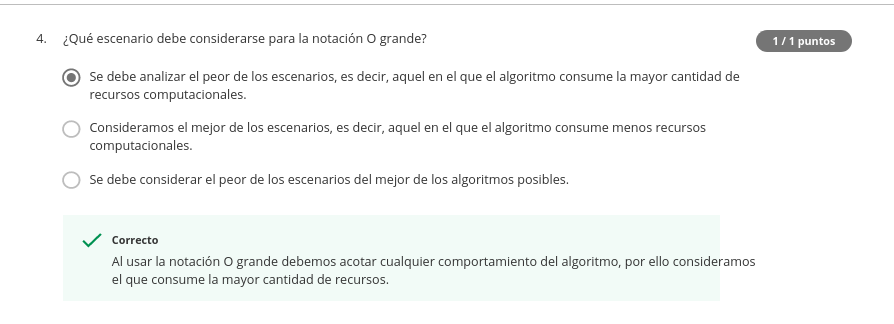 4. ¿Qué escenario debe considerarse para la notación O grande?
1 / 1 puntos
Se debe analizar el peor de los escenarios, es decir, aquel en el que el algoritmo consume la mayor cantidad de
recursos computacionales.
Consideramos el mejor de los escenarios, es decir, aquel en el que el algoritmo consume menos recursos
computacionales.
Se debe considerar el peor de los escenarios del mejor de los algoritmos posibles.
Correcto
Al usar la notación O grande debemos acotar cualquier comportamiento del algoritmo, por ello consideramos
el que consume la mayor cantidad de recursos.